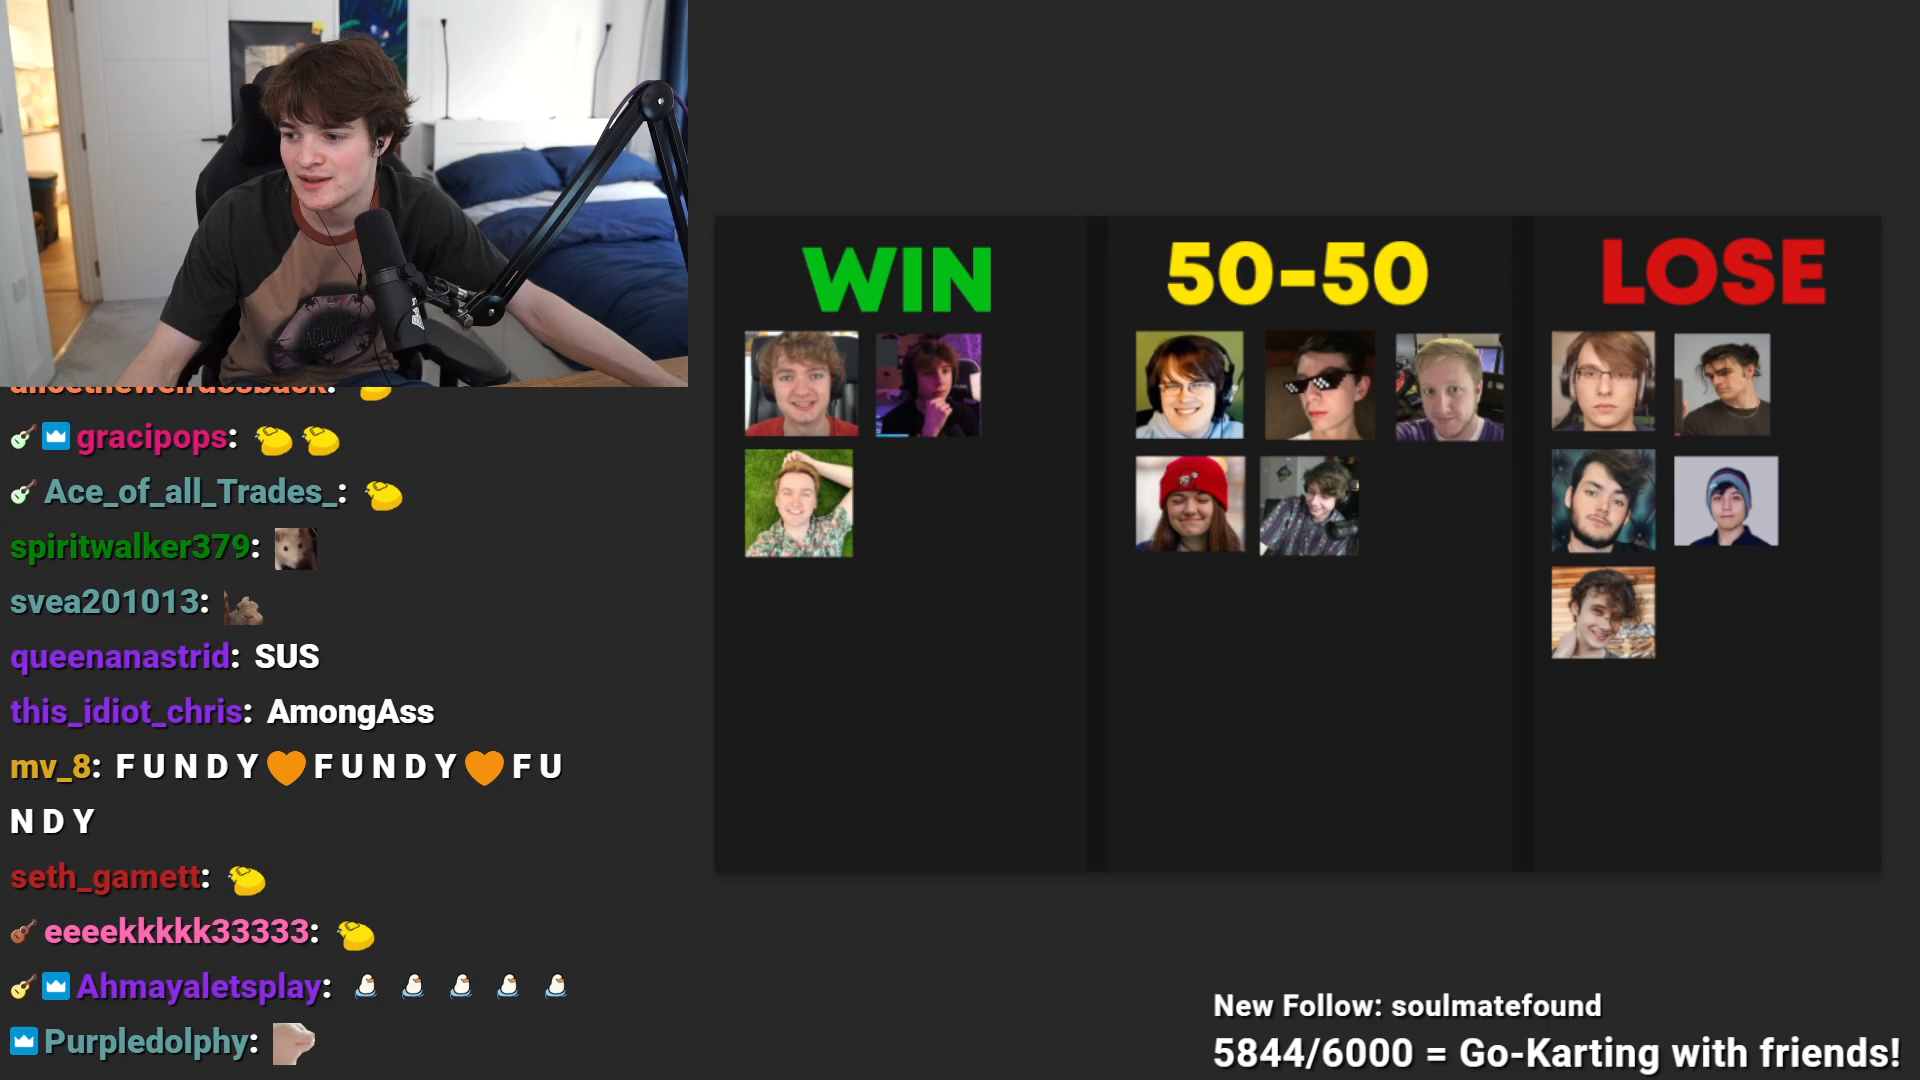 WIN
50-50
LOSE
gracipops:
Ace_of_all_Trades_:
spiritwalker379:
svea201013:
queenanastrid: SUS
this_idiot_chris: AmongAss
mv_8: F U N D Y 🧡 F U N D Y 🧡 F U
N D Y
seth_gamett:
eeeekkkkk33333:
Ahmayaletsplay:
Purpledolphy:
New Follow: soulmatefound
5844/6000 = Go-Karting with friends!